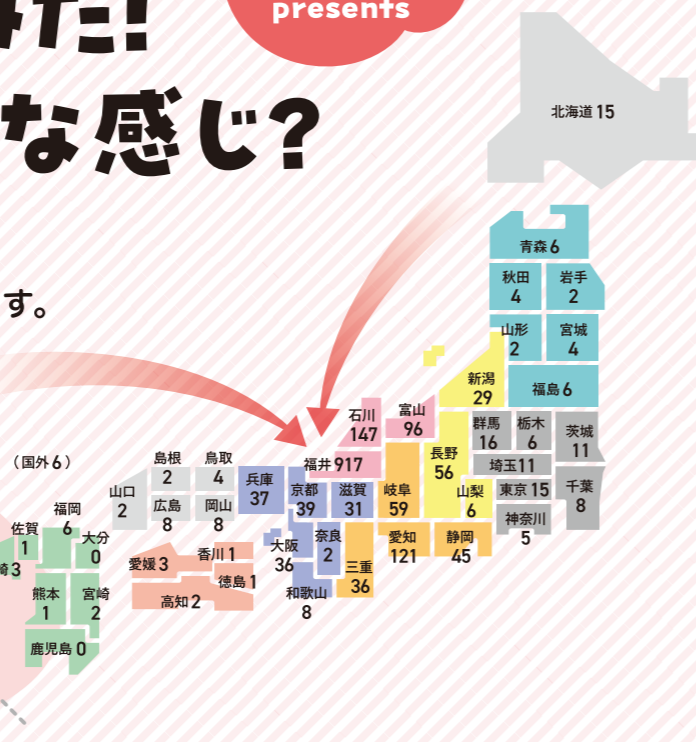 presents
た!
な感じ?
す。
北海道 15
青森 6
秋田
4
岩手
2
山形
2
宮城
4
福島 6
新潟
29
群馬
16
栃木
6
茨城
11
埼玉 11
東京 15
千葉
8
神奈川
5
石川
147
富山
96
福井 917
長野
56
山梨
6
岐阜
59
静岡
45
愛知
121
三重
36
滋賀
31
京都
39
兵庫
37
大阪
36
奈良
2
和歌山
8
鳥取
4
島根
2
岡山
8
広島
8
山口
2
香川 1
徳島 1
愛媛 3
高知 2
(国外 6)
福岡
6
佐賀
1
大分
0
崎 3
熊本
1
宮崎
2
鹿児島 0